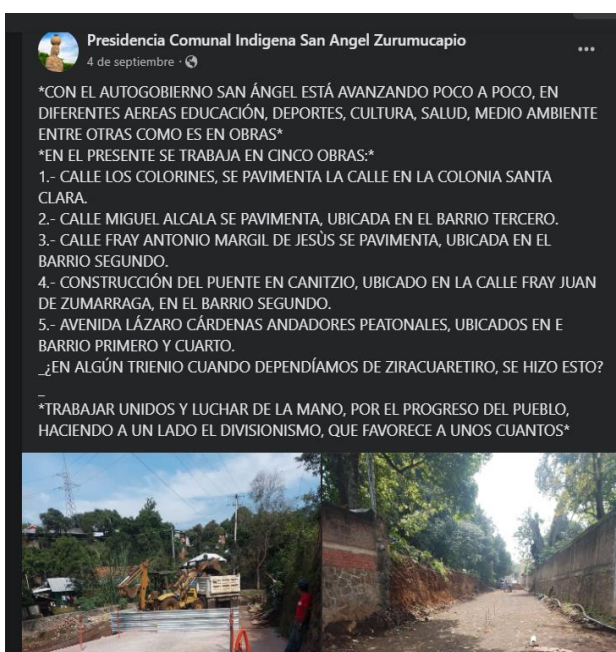 Presidencia Comunal Indigena San Angel Zurumucapio
4 de septiembre ·
*CON EL AUTOGOBIERNO SAN ÁNGEL ESTÁ AVANZANDO POCO A POCO, EN
DIFERENTES AEREAS EDUCACIÓN, DEPORTES, CULTURA, SALUD, MEDIO AMBIENTE
ENTRE OTRAS COMO ES EN OBRAS*
*EN EL PRESENTE SE TRABAJA EN CINCO OBRAS:*
1.- CALLE LOS COLORINES, SE PAVIMENTA LA CALLE EN LA COLONIA SANTA
CLARA.
2.- CALLE MIGUEL ALCALA SE PAVIMENTA, UBICADA EN EL BARRIO TERCERO.
3.- CALLE FRAY ANTONIO MARGIL DE JESÙS SE PAVIMENTA, UBICADA EN EL
BARRIO SEGUNDO.
4.- CONSTRUCCIÓN DEL PUENTE EN CANITZIO, UBICADO EN LA CALLE FRAY JUAN
DE ZUMARRAGA, EN EL BARRIO SEGUNDO.
5.- AVENIDA LÁZARO CÁRDENAS ANDADORES PEATONALES, UBICADOS EN E
BARRIO PRIMERO Y CUARTO.
_¿EN ALGÚN TRIENIO CUANDO DEPENDÍAMOS DE ZIRACUARETIRO, SE HIZO ESTO?
_
*TRABAJAR UNIDOS Y LUCHAR DE LA MANO, POR EL PROGRESO DEL PUEBLO,
HACIENDO A UN LADO EL DIVISIONISMO, QUE FAVORECE A UNOS CUANTOS*